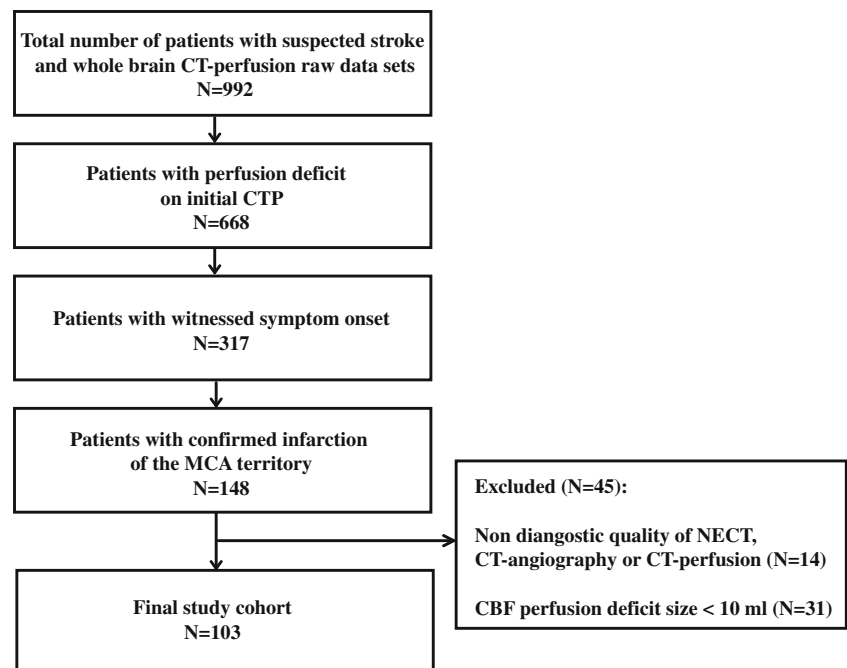 Total number of patients with suspected stroke
and whole brain CT-perfusion raw data sets
N=992
Patients with perfusion deficit
on initial CTP
N=668
Patients with witnessed symptom onset
N=317
Patients with confirmed infarction
of the MCA territory
N=148
Excluded (N=45):
Non diangostic quality of NECT,
CT-angiography or CT-perfusion (N=14)
CBF perfusion deficit size < 10 ml (N=31)
Final study cohort
N=103